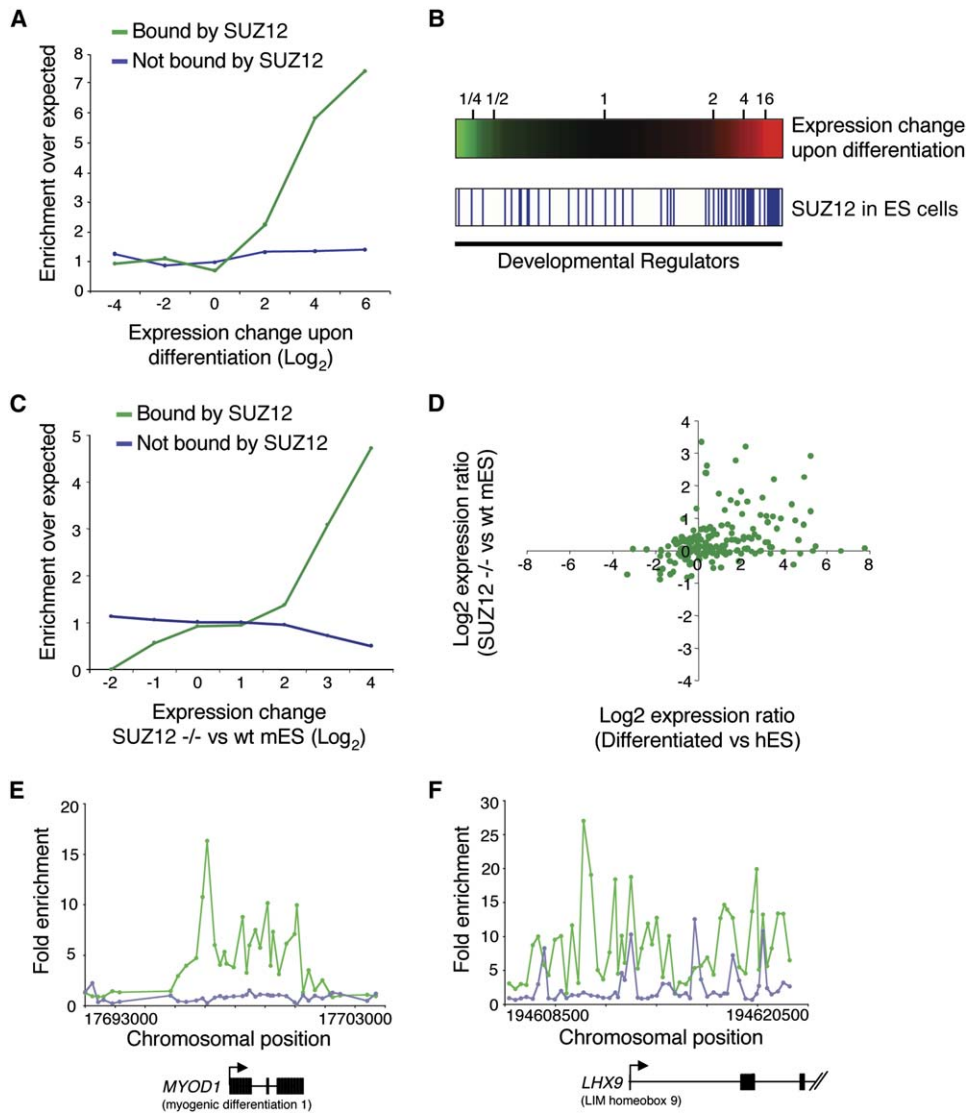 A
Bound by SUZ12
Not bound by SUZ12
Enrichment over expected
8
7
6
5
4
3
2
1
0
-4 -2 0 2 4 6
Expression change upon
differentiation (Log2)
B
1/4 1/2 1 2 4 16
Expression change
upon differentiation
SUZ12 in ES cells
Developmental Regulators
C
Bound by SUZ12
Not bound by SUZ12
Enrichment over expected
5
4
3
2
1
0
-2 -1 0 1 2 3 4
Expression change
SUZ12 -/- vs wt mES (Log2)
D
Log2 expression ratio
(SUZ12 -/- vs wt mES)
4
3
2
1
0
-1
-2
-3
-4
-8 -6 -4 -2 0 2 4 6 8
Log2 expression ratio
(Differentiated vs hES)
E
Fold enrichment
20
15
10
5
0
17693000 17703000
Chromosomal position
MYOD1
(myogenic differentiation 1)
F
Fold enrichment
30
25
20
15
10
5
0
194608500 194620500
Chromosomal position
LHX9
(LIM homeobox 9)